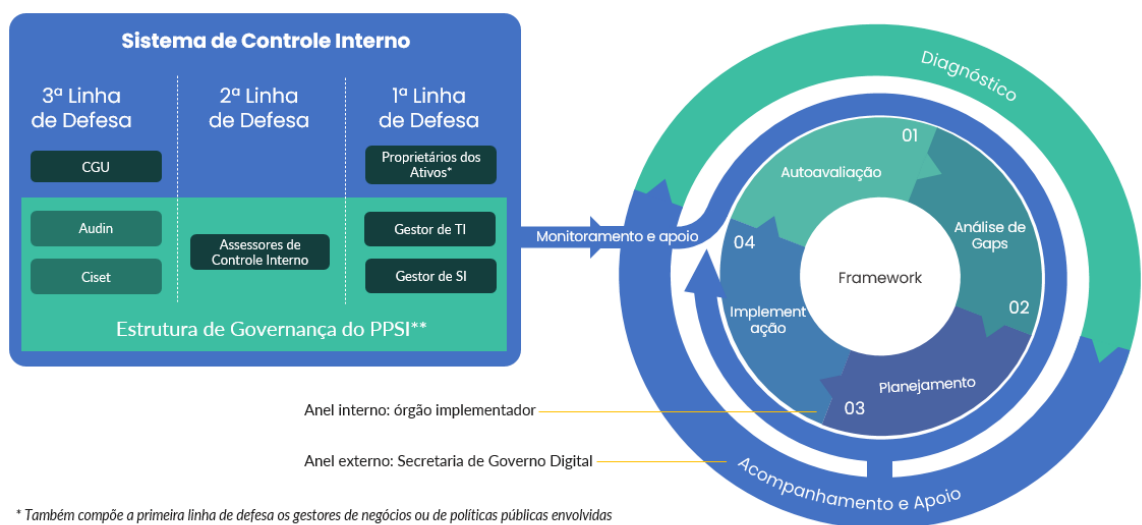 Sistema de Controle Interno
3ª Linha
de Defesa
2ª Linha
de Defesa
1ª Linha
de Defesa
CGU
Proprietários dos
Ativos*
Audin
Ciset
Assessores de
Controle Interno
Gestor de TI
Gestor de SI
Estrutura de Governança do PPSI**
Monitoramento e apoio
Diagnóstico
01
Autoavaliação
Análise de
Gaps
02
Framework
04
Implement
ação
Planejamento
03
Acompanhamento e Apoio
Anel interno: órgão implementador
Anel externo: Secretaria de Governo Digital
* Também compõe a primeira linha de defesa os gestores de negócios ou de políticas públicas envolvidas